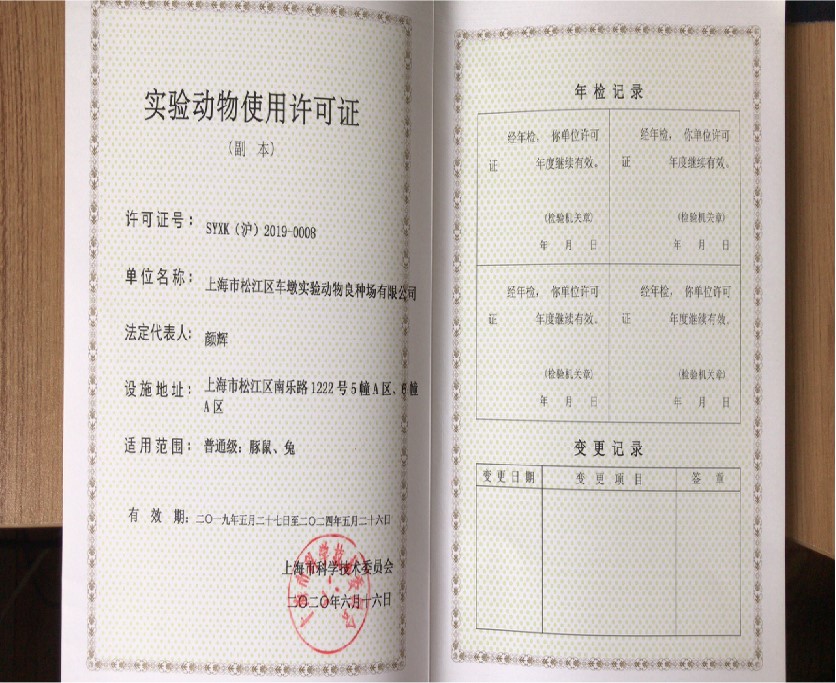 实验动物使用许可证
(副 本)
许可证号: SYXK(沪)2019-0008
单位名称: 上海市松江区车墩实验动物良种场有限公司
法定代表人: 颜辉
设施地址: 上海市松江区南乐路1222号5幢A区、6幢
A区
适用范围: 普通级:豚鼠、兔
有 效 期: 二〇一九年五月二十七日至二〇二四年五月二十六日
上海市科学技术委员会
二〇二〇年六月十六日
年检记录
经年检, 你单位许可
证 年度继续有效。
(检验机关章)
年 月 日
经年检, 你单位许可
证 年度继续有效。
(检验机关章)
年 月 日
经年检, 你单位许可
证 年度继续有效。
(检验机关章)
年 月 日
经年检, 你单位许可
证 年度继续有效。
(检验机关章)
年 月 日
变更记录
变更日期 变更项目 签章